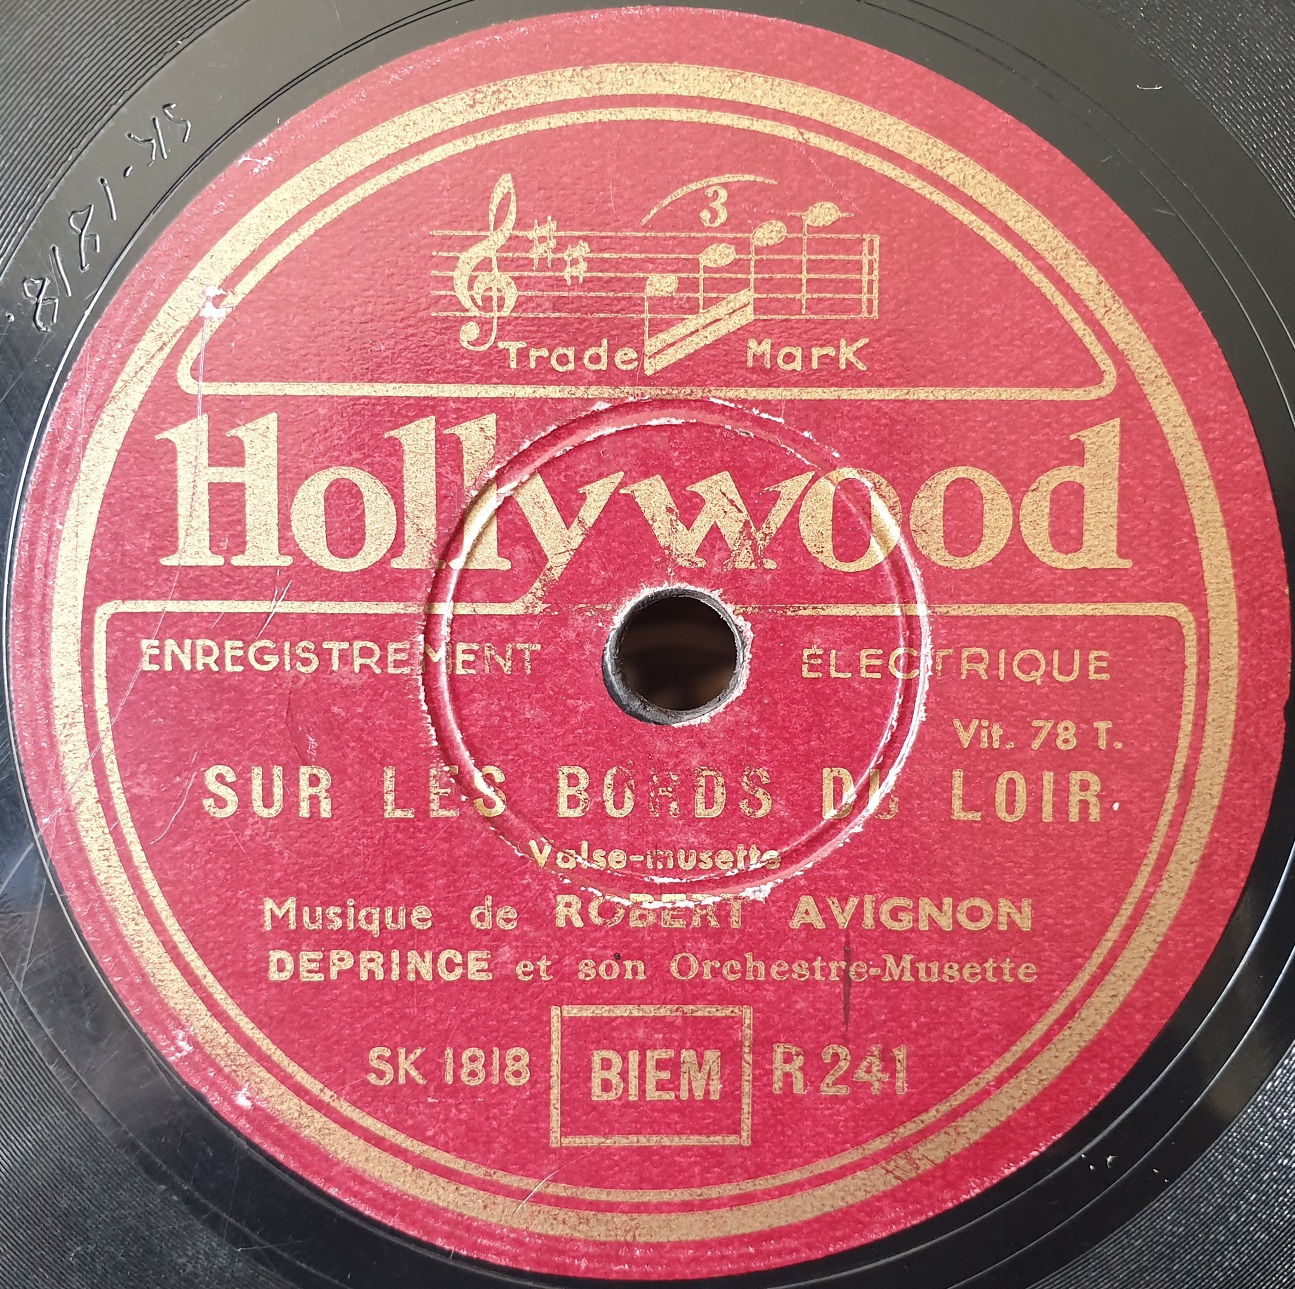 SK-1818.
3
Trade Mark
Hollywood
ENREGISTREMENT ÉLECTRIQUE
Vit. 78 T.
SUR LES BORDS DU LOIR.
Valse-musette
Musique de ROBERT AVIGNON
DEPRINCE et son Orchestre-Musette
SK 1818 BIEM R 241